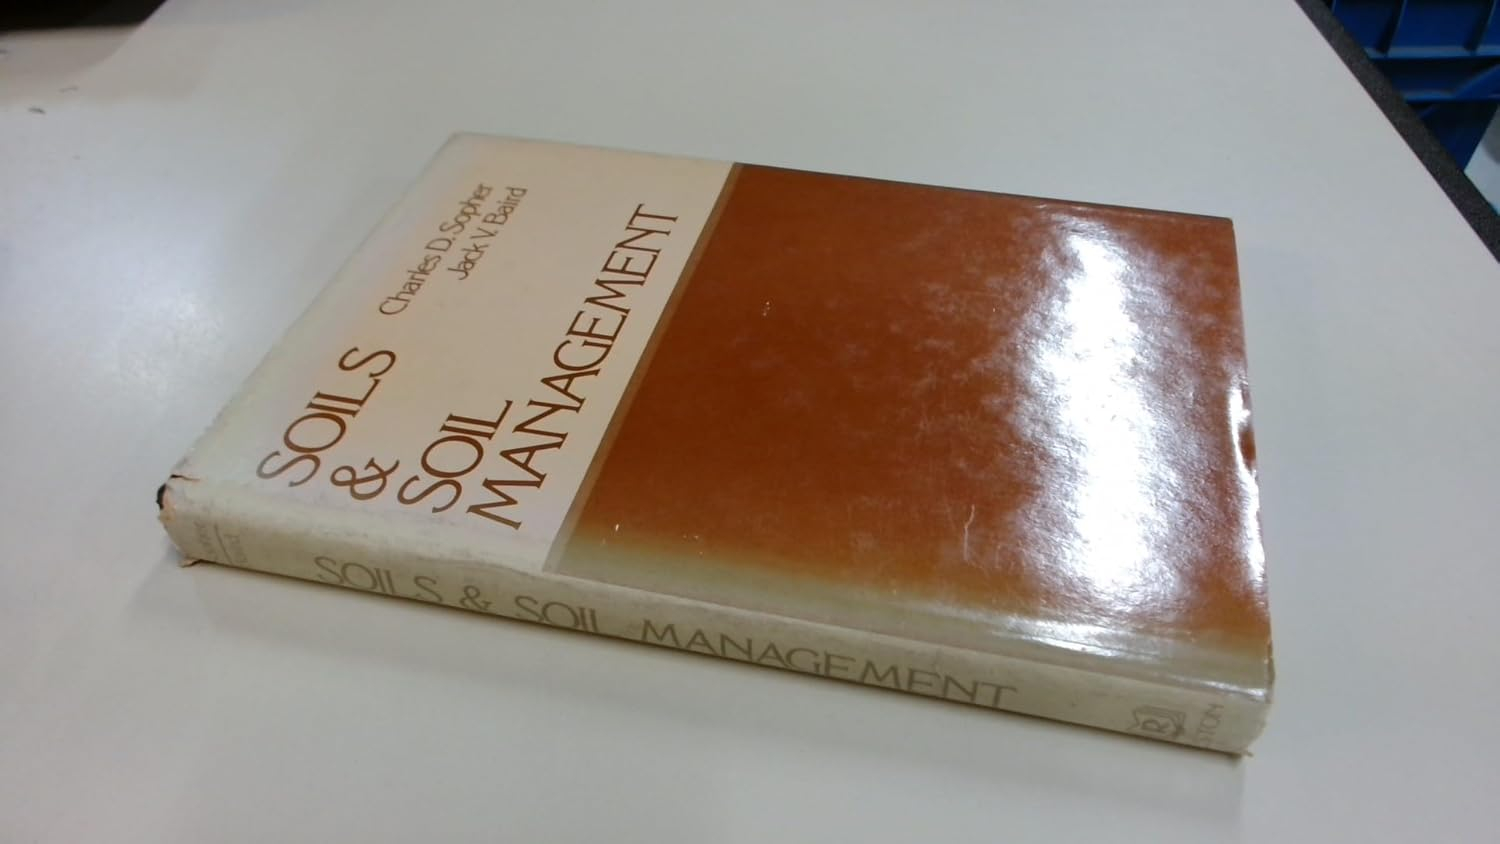 SOILS
&
SOIL
MANAGEMENT
Charles D. Sopher
Jack V. Baird
SOILS & SOIL MANAGEMENT
R